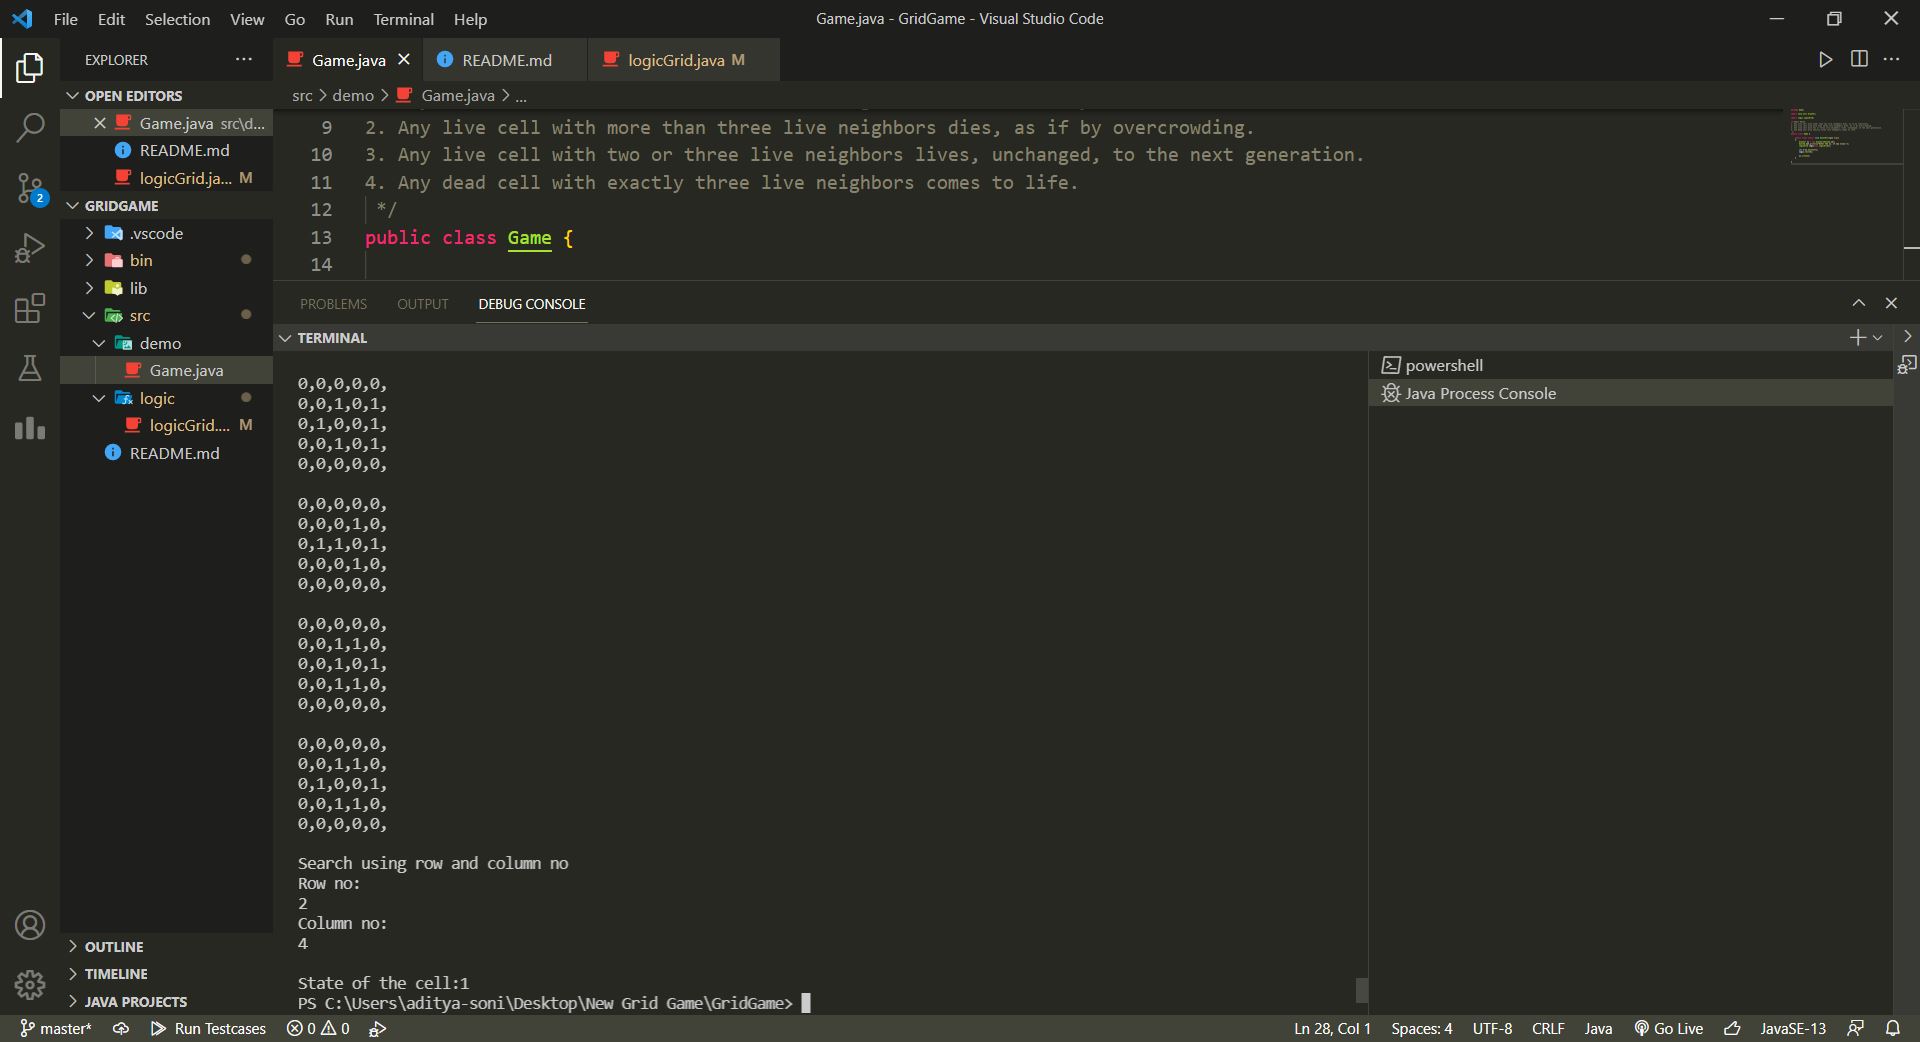 File Edit Selection View Go Run Terminal Help
Game.java - GridGame - Visual Studio Code
EXPLORER
Game.java
README.md
logicGrid.java M
OPEN EDITORS
Game.java src\d...
README.md
logicGrid.ja... M
GRIDGAME
.vscode
bin
lib
src
demo
Game.java
logic
logicGrid.... M
README.md
OUTLINE
TIMELINE
JAVA PROJECTS
2
src > demo > Game.java > ...
9 2. Any live cell with more than three live neighbors dies, as if by overcrowding.
10 3. Any live cell with two or three live neighbors lives, unchanged, to the next generation.
11 4. Any dead cell with exactly three live neighbors comes to life.
12 */
13 public class Game {
14
PROBLEMS OUTPUT DEBUG CONSOLE
TERMINAL
0,0,0,0,0,
0,0,1,0,1,
0,1,0,0,1,
0,0,1,0,1,
0,0,0,0,0,
0,0,0,0,0,
0,0,0,1,0,
0,1,1,0,1,
0,0,0,1,0,
0,0,0,0,0,
0,0,0,0,0,
0,0,1,1,0,
0,0,1,0,1,
0,0,1,1,0,
0,0,0,0,0,
0,0,0,0,0,
0,0,1,1,0,
0,1,0,0,1,
0,0,1,1,0,
0,0,0,0,0,
Search using row and column no
Row no:
2
Column no:
4
State of the cell:1
PS C:\Users\aditya-soni\Desktop\New Grid Game\GridGame>
powershell
Java Process Console
master* Run Testcases 0 0
Ln 28, Col 1 Spaces: 4 UTF-8 CRLF Java Go Live JavaSE-13